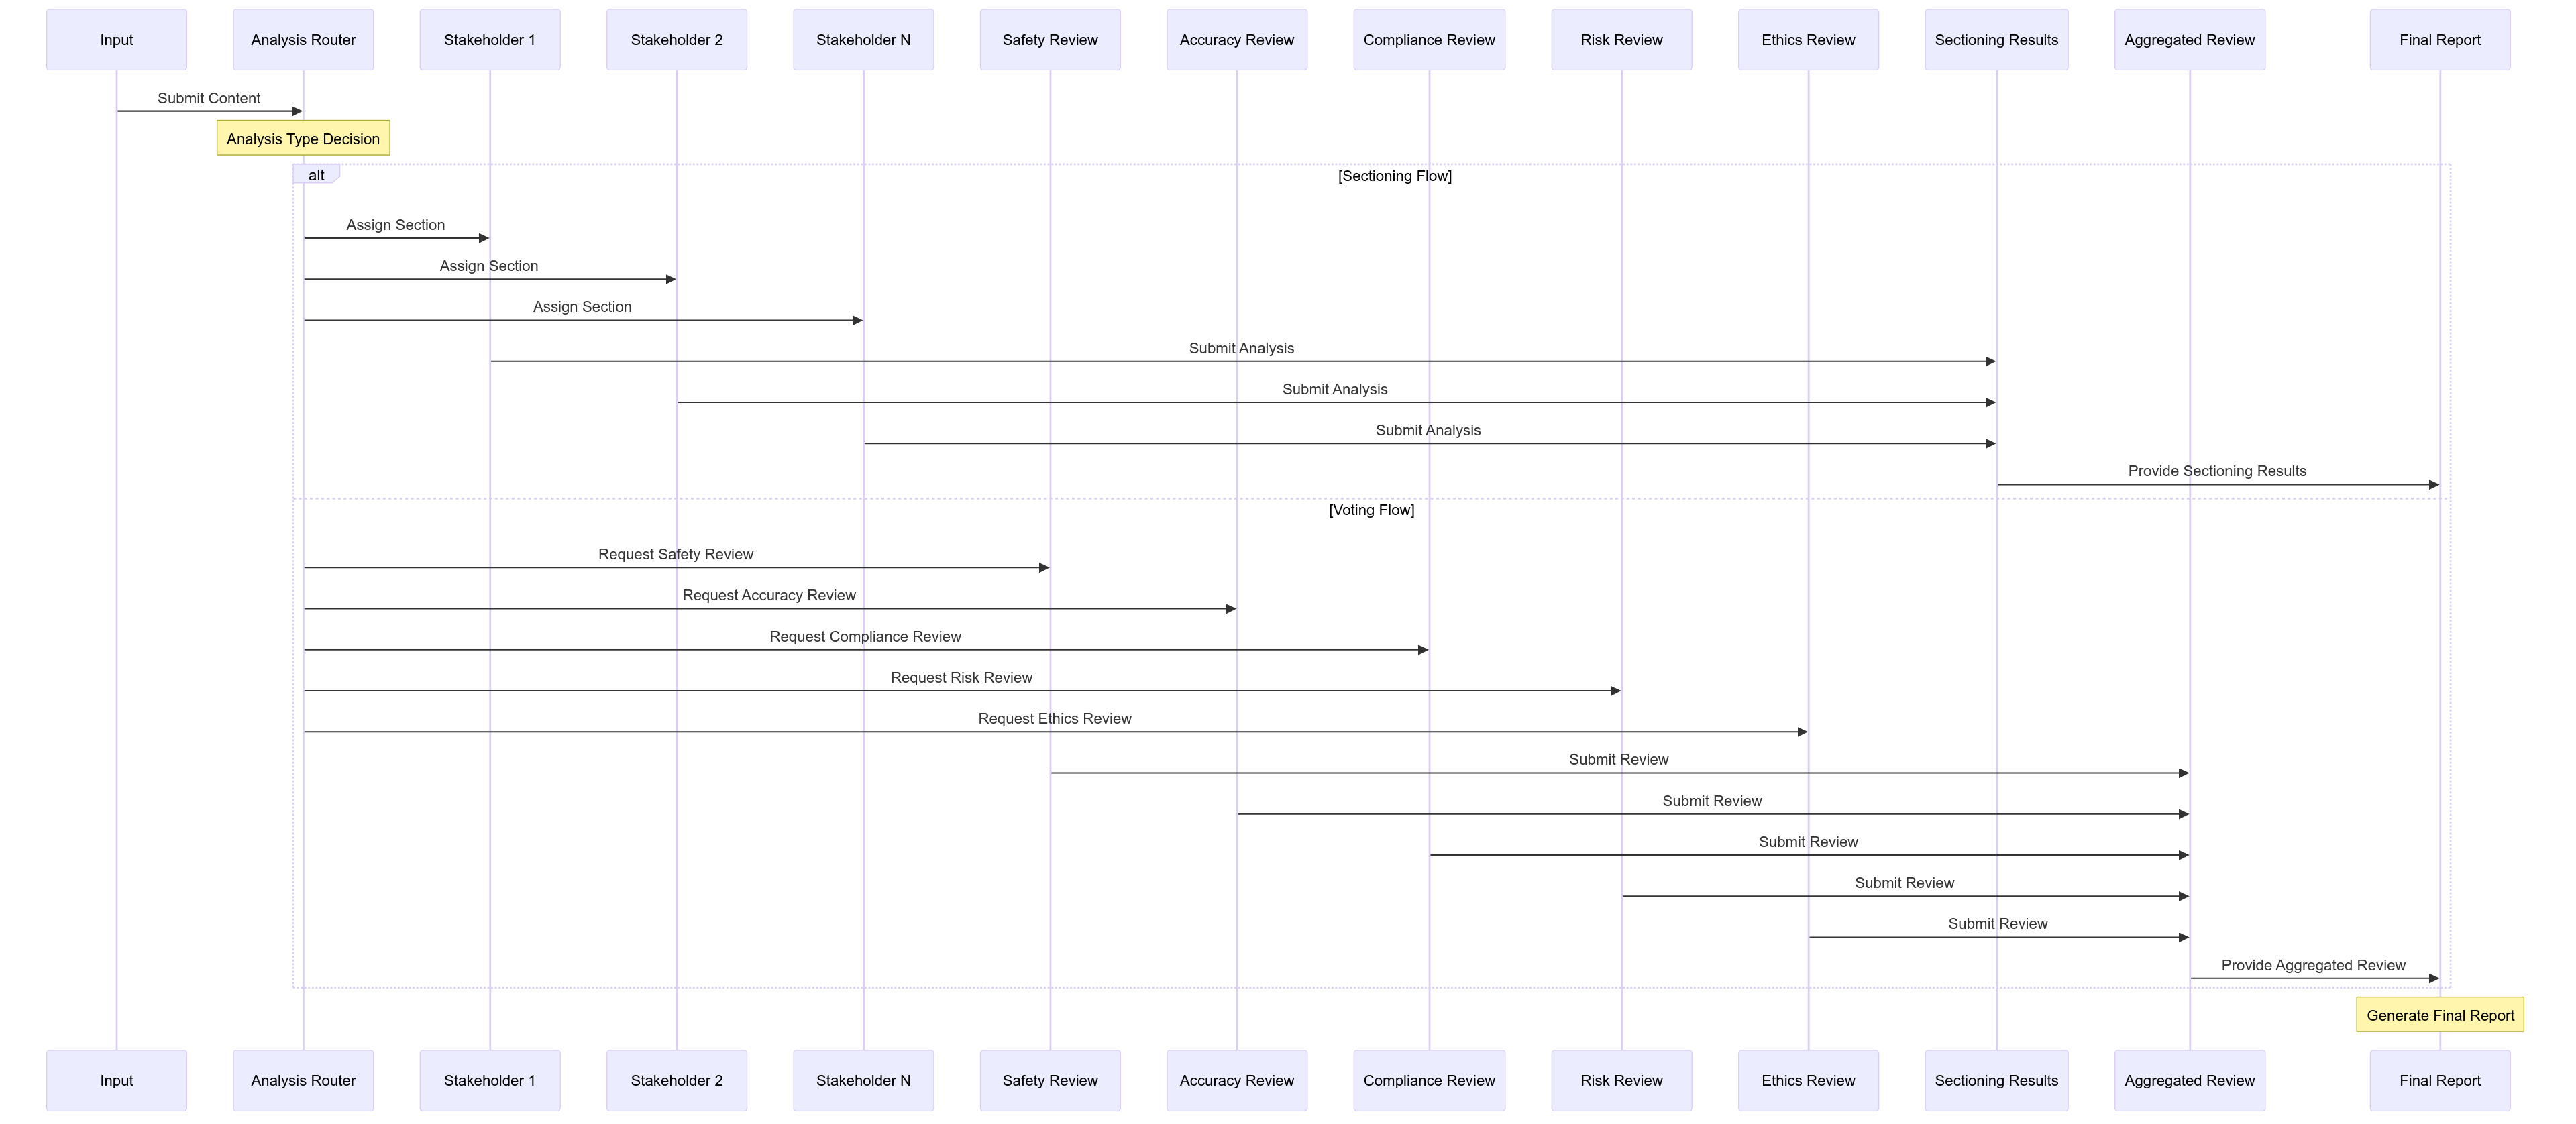 Input
Analysis Router
Stakeholder 1
Stakeholder 2
Stakeholder N
Safety Review
Accuracy Review
Compliance Review
Risk Review
Ethics Review
Sectioning Results
Aggregated Review
Final Report
Submit Content
Analysis Type Decision
alt
[Sectioning Flow]
Assign Section
Assign Section
Assign Section
Submit Analysis
Submit Analysis
Submit Analysis
Provide Sectioning Results
[Voting Flow]
Request Safety Review
Request Accuracy Review
Request Compliance Review
Request Risk Review
Request Ethics Review
Submit Review
Submit Review
Submit Review
Submit Review
Submit Review
Provide Aggregated Review
Generate Final Report
Input
Analysis Router
Stakeholder 1
Stakeholder 2
Stakeholder N
Safety Review
Accuracy Review
Compliance Review
Risk Review
Ethics Review
Sectioning Results
Aggregated Review
Final Report